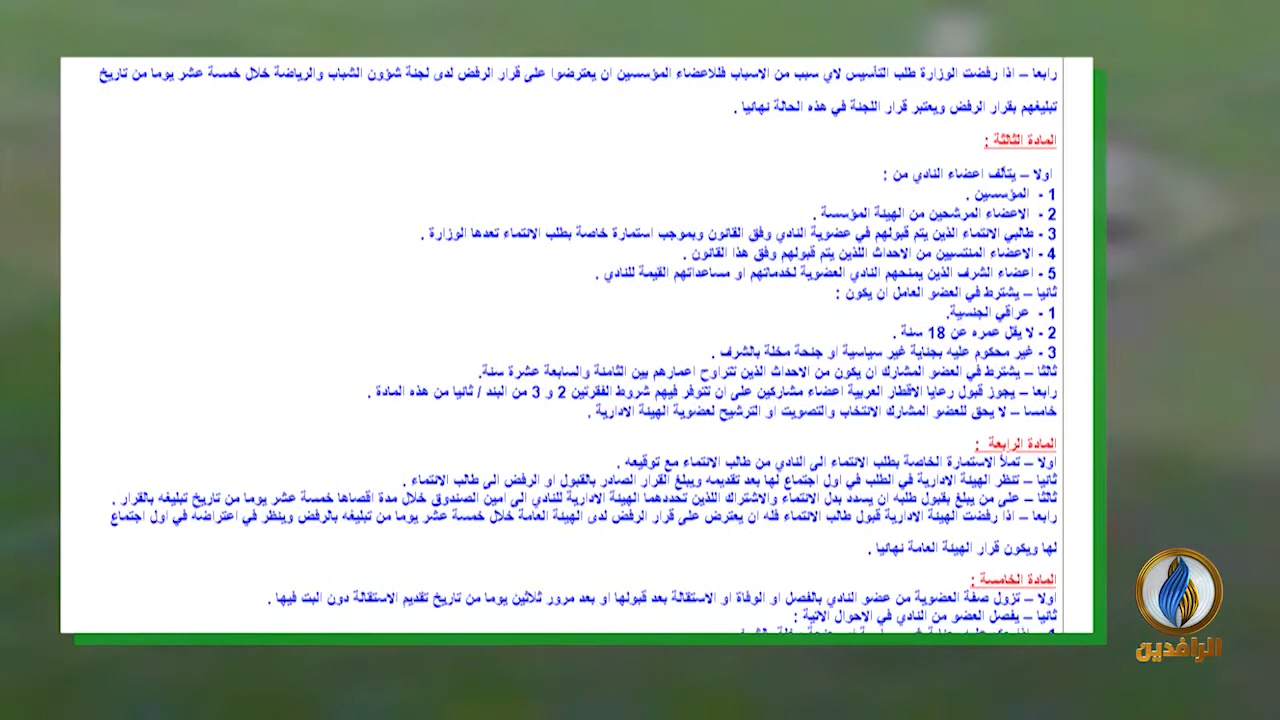 رابعا – اذا رفضت الوزارة طلب التأسيس لاي سبب من الاسباب فللاعضاء المؤسسين ان يعترضوا على قرار الرفض لدى لجنة شؤون الشباب والرياضة خلال خمسة عشر يوما من تاريخ
تبليغهم بقرار الرفض ويعتبر قرار اللجنة في هذه الحالة نهائيا .
المادة الثالثة :
اولا – يتألف اعضاء النادي من :
1 - المؤسسين .
2 - الاعضاء المرشحين من الهيئة المؤسسة .
3 - طالبي الانتماء الذين يتم قبولهم في عضوية النادي وفق القانون وبموجب استمارة خاصة بطلب الانتماء تعدها الوزارة .
4 - الاعضاء المنتسبين من الاحداث اللذين يتم قبولهم وفق هذا القانون .
5 - اعضاء الشرف الذين يمنحهم النادي العضوية لخدماتهم او مساعداتهم القيمة للنادي .
ثانيا – يشترط في العضو العامل ان يكون :
1 - عراقي الجنسية.
2 - لا يقل عمره عن 18 سنة .
3 - غير محكوم عليه بجناية غير سياسية او جنحة مخلة بالشرف .
ثالثا – يشترط في العضو المشارك ان يكون من الاحداث الذين تتراوح اعمارهم بين الثامنة والسابعة عشرة سنة.
رابعا – يجوز قبول رعايا الاقطار العربية اعضاء مشاركين على ان تتوفر فيهم شروط الفقرتين 2 و 3 من البند / ثانيا من هذه المادة .
خامسا – لا يحق للعضو المشارك الانتخاب والتصويت او الترشيح لعضوية الهيئة الادارية .
المادة الرابعة :
اولا – تملأ الاستمارة الخاصة بطلب الانتماء الى النادي من طالب الانتماء مع توقيعه .
ثانيا – تنظر الهيئة الادارية في الطلب في اول اجتماع لها بعد تقديمه ويبلغ القرار الصادر بالقبول او الرفض الى طالب الانتماء .
ثالثا – على من يبلغ بقبول طلبه ان يسدد بدل الانتماء والاشتراك اللذين تحددهما الهيئة الادارية للنادي الى امين الصندوق خلال مدة اقصاها خمسة عشر يوما من تاريخ تبليغه بالقرار .
رابعا – اذا رفضت الهيئة الادارية قبول طالب الانتماء فله ان يعترض على قرار الرفض لدى الهيئة العامة خلال خمسة عشر يوما من تبليغه بالرفض وينظر في اعتراضه في اول اجتماع
لها ويكون قرار الهيئة العامة نهائيا .
المادة الخامسة :
اولا – تزول صفة العضوية من عضو النادي بالفصل او الوفاة او الاستقالة بعد قبولها او بعد مرور ثلاثين يوما من تاريخ تقديم الاستقالة دون البت فيها .
ثانيا – يفصل العضو من النادي في الاحوال الاتية :
الرافدين